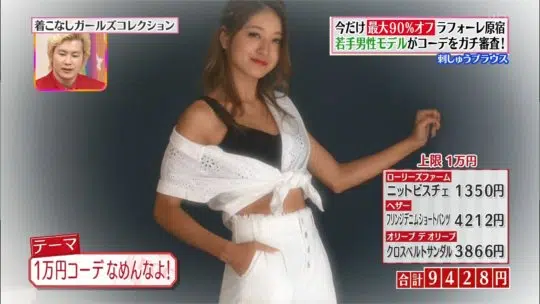 着こなしガールズコレクション
今だけ 最大90%オフ ラフォーレ原宿
若手男性モデルがコーデをガチ審査!
刺しゅうブラウス
上限 1万円
ローリーズファーム
ニットビスチェ 1350円
ヘザー
フリンジデニムショートパンツ 4212円
オリーブ デ オリーブ
クロスベルトサンダル 3866円
合計 9428円
テーマ
1万円コーデなめんなよ!